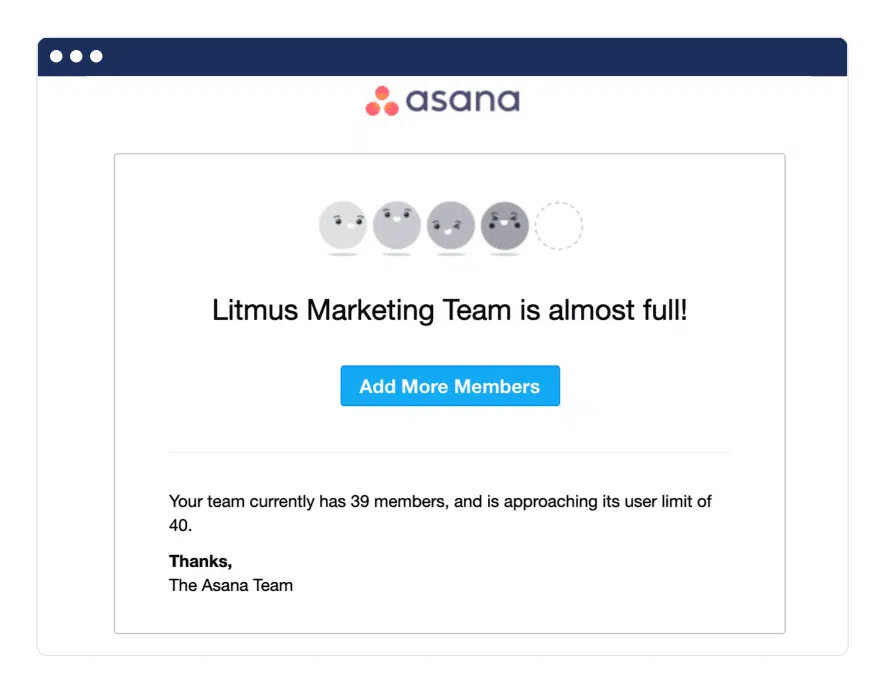 asana
Litmus Marketing Team is almost full!
Add More Members
Your team currently has 39 members, and is approaching its user limit of
40.
Thanks,
The Asana Team